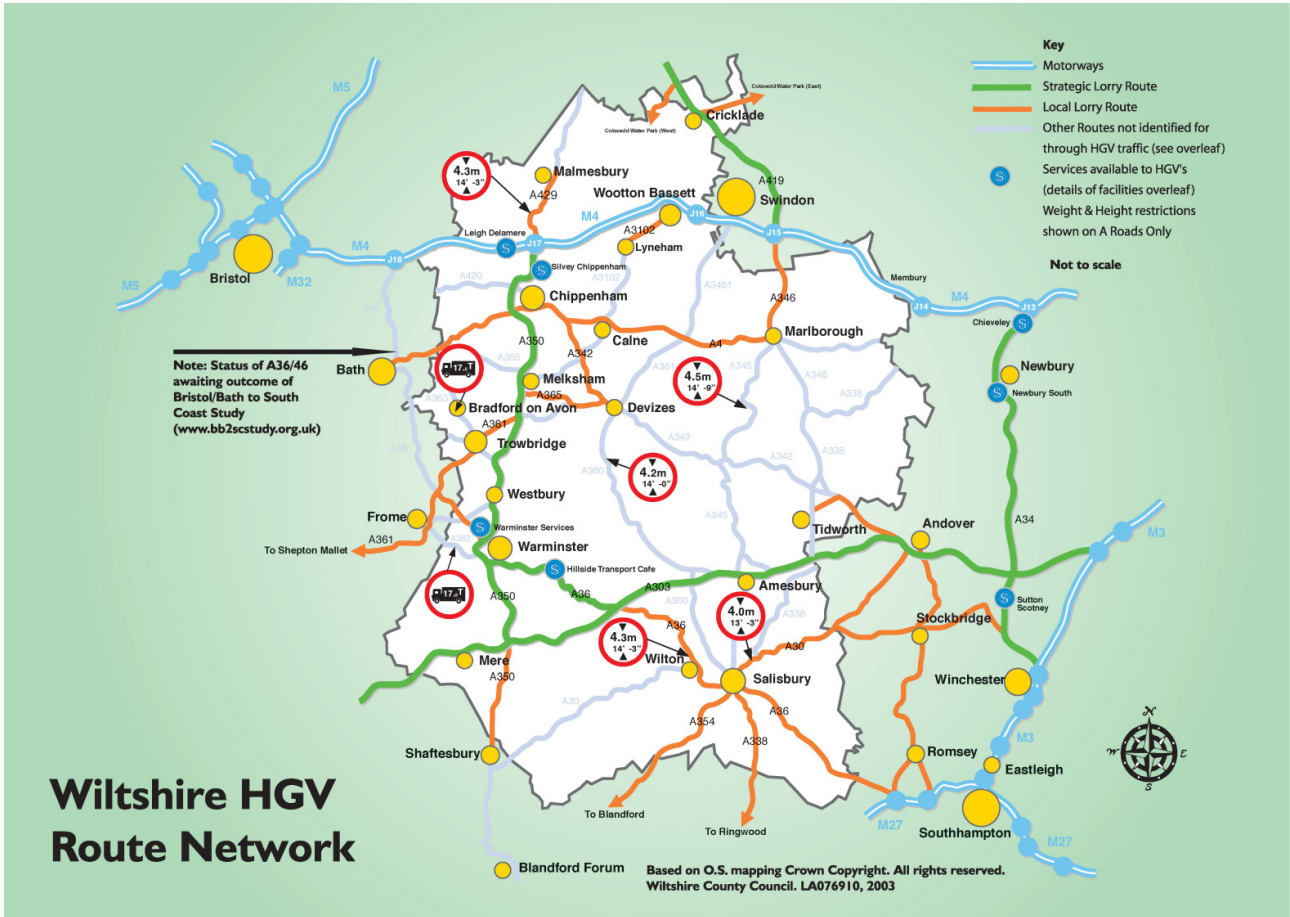 Key
Motorways
Strategic Lorry Route
Local Lorry Route
Other Routes not identified for
through HGV traffic (see overleaf)
S
Services available to HGV's
(details of facilities overleaf)
Weight & Height restrictions
shown on A Roads Only
Not to scale
M5
Cotswold Water Park (East)
Cricklade
Cotswold Water Park (West)
4.3m
14' -3"
Malmesbury
A429
A419
Wootton Bassett
Swindon
M4
J16
Leigh Delamere
S
J17
A3102
Lyneham
J15
M4
J18
Bristol
M32
M5
S
Silvey Chippenham
A420
A3102
A3461
Membury
Chippenham
A346
J14
M4
J13
Chieveley
S
A350
Calne
A4
Marlborough
Note: Status of A36/46
awaiting outcome of
Bristol/Bath to South
Coast Study
(www.bb2scstudy.org.uk)
Bath
A342
A365
A361
A345
A346
A338
Newbury
S
Newbury South
4.5m
14' -9"
Melksham
A365
A363
Bradford on Avon
Devizes
A361
Trowbridge
A342
A342
A338
A36
A360
4.2m
14' -0"
Westbury
A345
Frome
A361
To Shepton Mallet
S
Warminster Services
A362
Warminster
Tidworth
Andover
A34
M3
S
Hillside Transport Cafe
A36
A303
Amesbury
S
Sutton
Scotney
A350
A360
A338
4.0m
13' -3"
4.3m
14' -3"
A36
Wilton
A30
Stockbridge
Mere
A350
A30
Salisbury
Winchester
A354
A338
A36
M3
Shaftesbury
Romsey
Eastleigh
To Blandford
To Ringwood
M27
Southhampton
M27
N
W
E
S
Wiltshire HGV
Route Network
Blandford Forum
Based on O.S. mapping Crown Copyright. All rights reserved.
Wiltshire County Council. LA076910, 2003